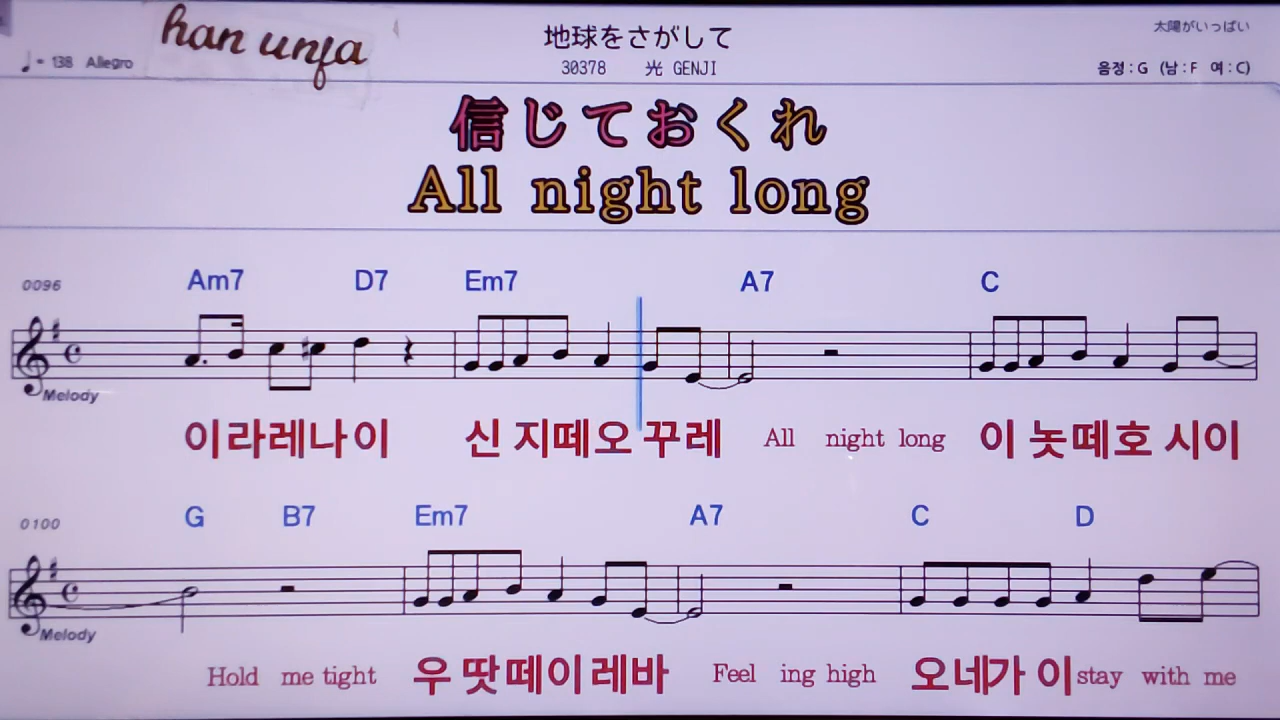 han unja
地球をさがして
太陽がいっぱい
♩= 138 Allegro
30378 光 GENJI
음정 : G (남 : F 여 : C)
信じておくれ
All night long
0096 Am7 D7 Em7 A7 C
Melody
이라레나이 신 지떼오 꾸레 All night long 이 놋떼호 시이
0100 G B7 Em7 A7 C D
Melody
Hold me tight 우 땃떼이 레바 Feel ing high 오네가 이 stay with me